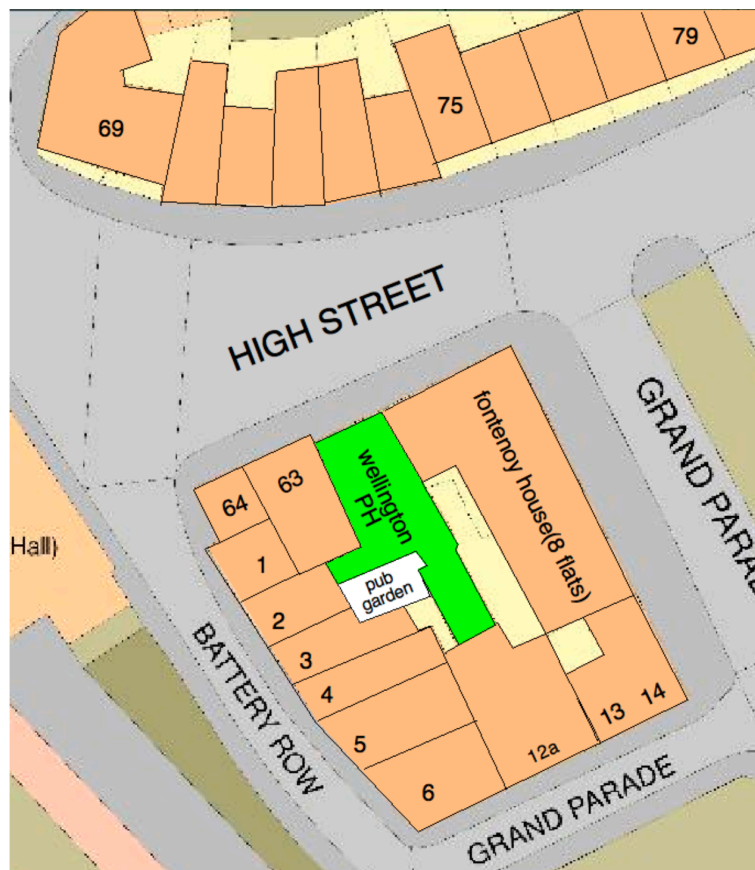 79
75
69
HIGH STREET
GRAND PARA
fontenoy house(8 flats)
wellington
PH
63
64
Hall)
1
pub
garden
2
3
4
5
6
BATTERY ROW
12a
13
14
GRAND PARADE